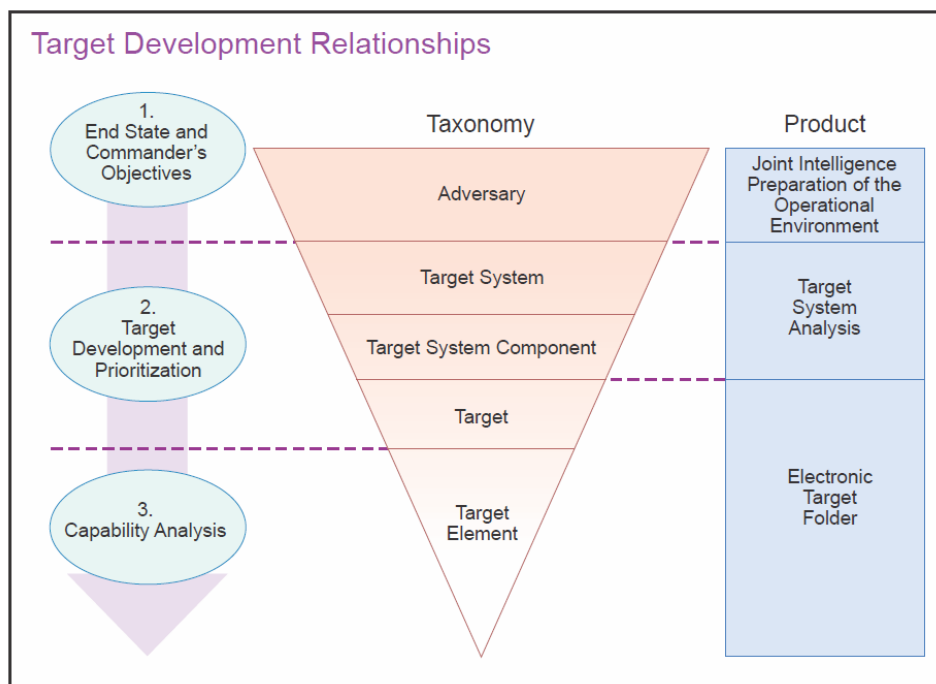 Target Development Relationships
1.
End State and
Commander's
Objectives
2.
Target
Development and
Prioritization
3.
Capability Analysis
Taxonomy
Adversary
Target System
Target System Component
Target
Target
Element
Product
Joint Intelligence
Preparation of the
Operational
Environment
Target
System
Analysis
Electronic
Target
Folder